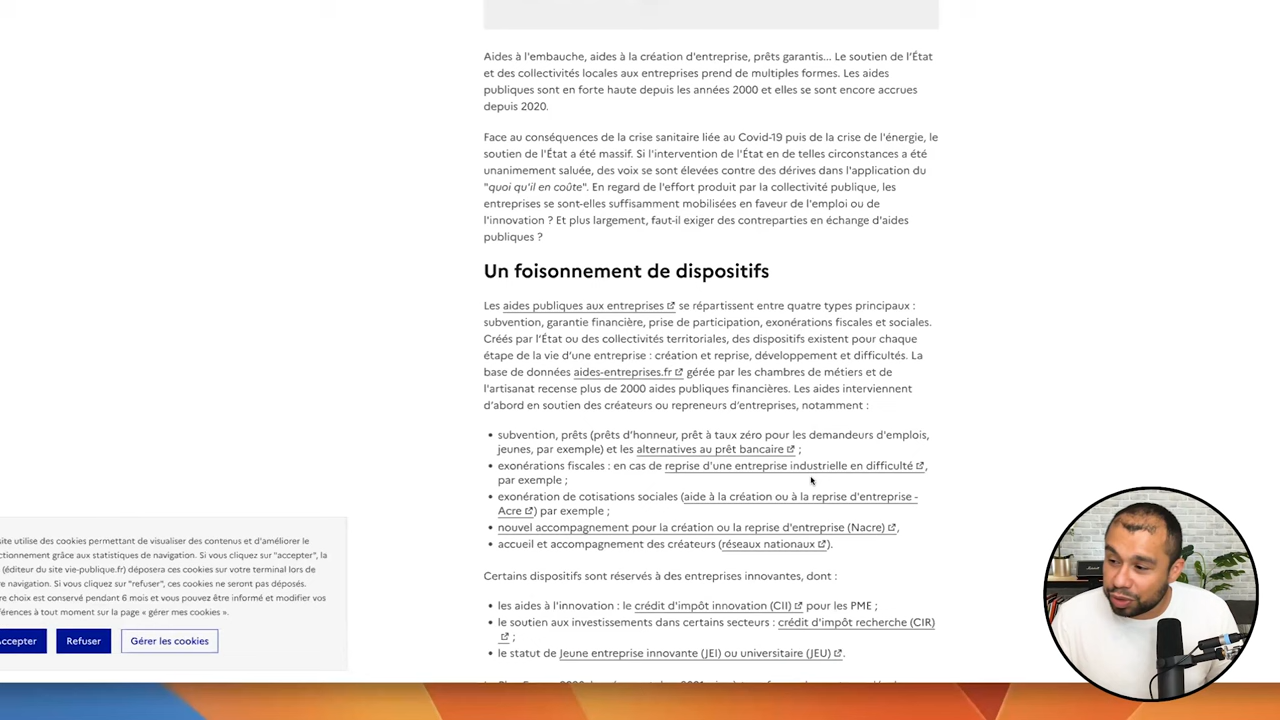 Aides à l'embauche, aides à la création d'entreprise, prêts garantis... Le soutien de l'État
et des collectivités locales aux entreprises prend de multiples formes. Les aides
publiques sont en forte haute depuis les années 2000 et elles se sont encore accrues
depuis 2020.
Face au conséquences de la crise sanitaire liée au Covid-19 puis de la crise de l'énergie, le
soutien de l'État a été massif. Si l'intervention de l'État en de telles circonstances a été
unanimement saluée, des voix se sont élevées contre des dérives dans l'application du
"quoi qu'il en coûte". En regard de l'effort produit par la collectivité publique, les
entreprises se sont-elles suffisamment mobilisées en faveur de l'emploi ou de
l'innovation ? Et plus largement, faut-il exiger des contreparties en échange d'aides
publiques ?
Un foisonnement de dispositifs
Les aides publiques aux entreprises se répartissent entre quatre types principaux :
subvention, garantie financière, prise de participation, exonérations fiscales et sociales.
Créés par l'État ou des collectivités territoriales, des dispositifs existent pour chaque
étape de la vie d'une entreprise : création et reprise, développement et difficultés. La
base de données aides-entreprises.fr gérée par les chambres de métiers et de
l'artisanat recense plus de 2000 aides publiques financières. Les aides interviennent
d'abord en soutien des créateurs ou repreneurs d'entreprises, notamment :
• subvention, prêts (prêts d'honneur, prêt à taux zéro pour les demandeurs d'emplois,
jeunes, par exemple) et les alternatives au prêt bancaire ;
• exonérations fiscales : en cas de reprise d'une entreprise industrielle en difficulté,
par exemple ;
• exonération de cotisations sociales (aide à la création ou à la reprise d'entreprise -
Acre) par exemple ;
• nouvel accompagnement pour la création ou la reprise d'entreprise (Nacre),
• accueil et accompagnement des créateurs (réseaux nationaux).
Certains dispositifs sont réservés à des entreprises innovantes, dont :
• les aides à l'innovation : le crédit d'impôt innovation (CII) pour les PME ;
• le soutien aux investissements dans certains secteurs : crédit d'impôt recherche (CIR)
;
• le statut de Jeune entreprise innovante (JEI) ou universitaire (JEU).
site utilise des cookies permettant de visualiser des contenus et d'améliorer le
ctionnement grâce aux statistiques de navigation. Si vous cliquez sur "accepter", la
(éditeur du site vie-publique.fr) déposera ces cookies sur votre terminal lors de
re navigation. Si vous cliquez sur "refuser", ces cookies ne seront pas déposés.
re choix est conservé pendant 6 mois et vous pouvez être informé et modifier vos
férences à tout moment sur la page « gérer mes cookies ».
Accepter Refuser Gérer les cookies